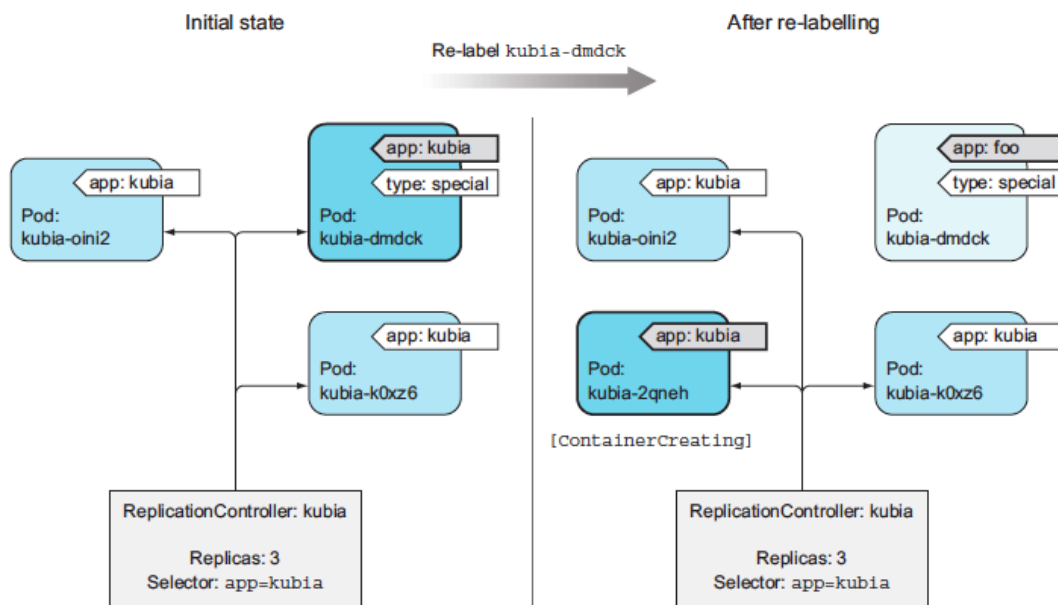 Initial state
After re-labelling
Re-label kubia-dmdck
app: kubia
Pod:
kubia-oini2
app: kubia
type: special
Pod:
kubia-dmdck
app: kubia
Pod:
kubia-k0xz6
ReplicationController: kubia
Replicas: 3
Selector: app=kubia
app: kubia
Pod:
kubia-oini2
app: foo
type: special
Pod:
kubia-dmdck
app: kubia
Pod:
kubia-2qneh
[ContainerCreating]
app: kubia
Pod:
kubia-k0xz6
ReplicationController: kubia
Replicas: 3
Selector: app=kubia